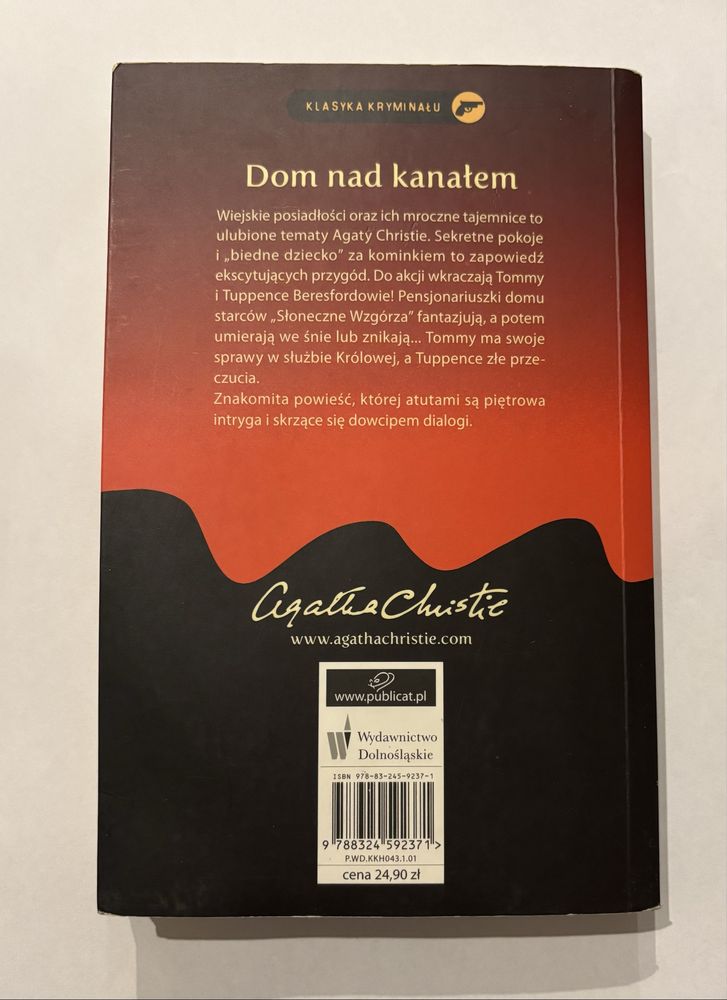 KLASYKA KRYMINAŁU
Dom nad kanałem
Wiejskie posiadłości oraz ich mroczne tajemnice to
ulubione tematy Agaty Christie. Sekretne pokoje
i „biedne dziecko” za kominkiem to zapowiedź
ekscytujących przygód. Do akcji wkraczają Tommy
i Tuppence Beresfordowie! Pensjonariuszki domu
starców „Słoneczne Wzgórza” fantazjują, a potem
umierają we śnie lub znikają... Tommy ma swoje
sprawy w służbie Królowej, a Tuppence złe prze-
czucia.
Znakomita powieść, której atutami są piętrowa
intryga i skrzące się dowcipem dialogi.
Agatha Christie
www.agathachristie.com
www.publicat.pl
Wydawnictwo
Dolnośląskie
ISBN 978-83-245-9237-1
9 788324 592371 >
P.WD.KKH043.1.01
cena 24,90 zł